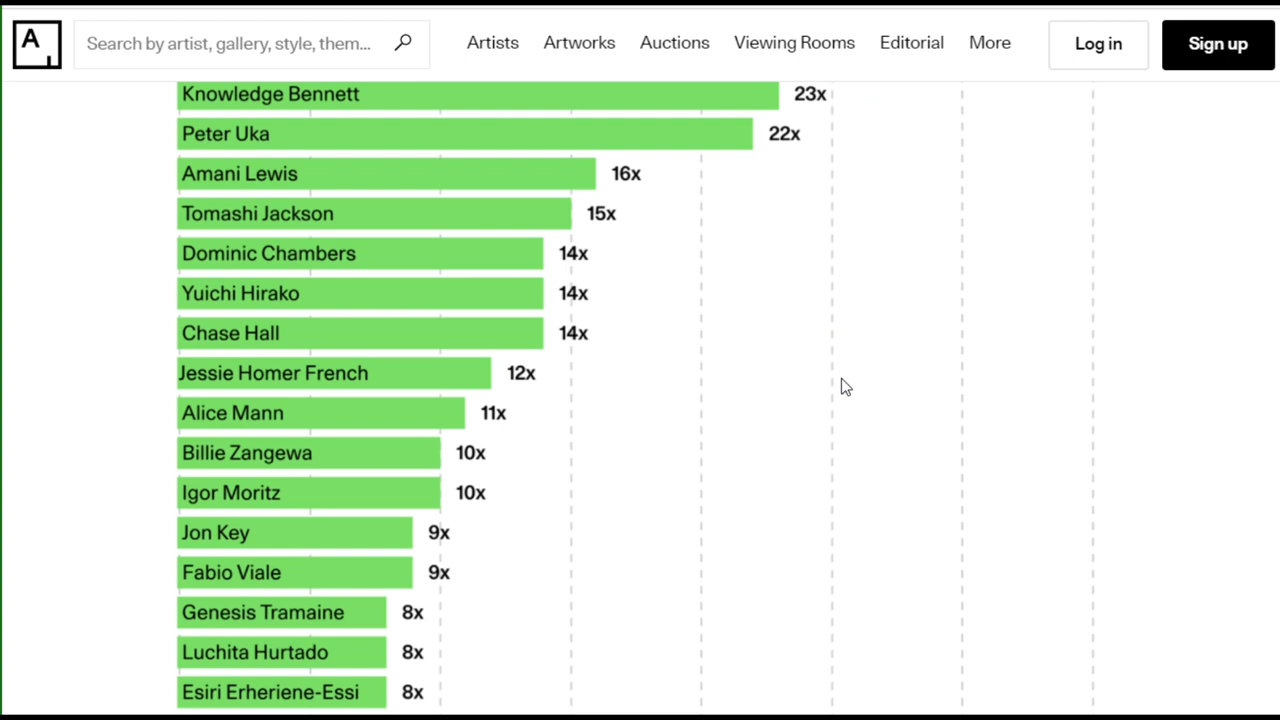 A
Search by artist, gallery, style, them...
Artists
Artworks
Auctions
Viewing Rooms
Editorial
More
Log in
Sign up
Knowledge Bennett 23x
Peter Uka 22x
Amani Lewis 16x
Tomashi Jackson 15x
Dominic Chambers 14x
Yuichi Hirako 14x
Chase Hall 14x
Jessie Homer French 12x
Alice Mann 11x
Billie Zangewa 10x
Igor Moritz 10x
Jon Key 9x
Fabio Viale 9x
Genesis Tramaine 8x
Luchita Hurtado 8x
Esiri Erheriene-Essi 8x